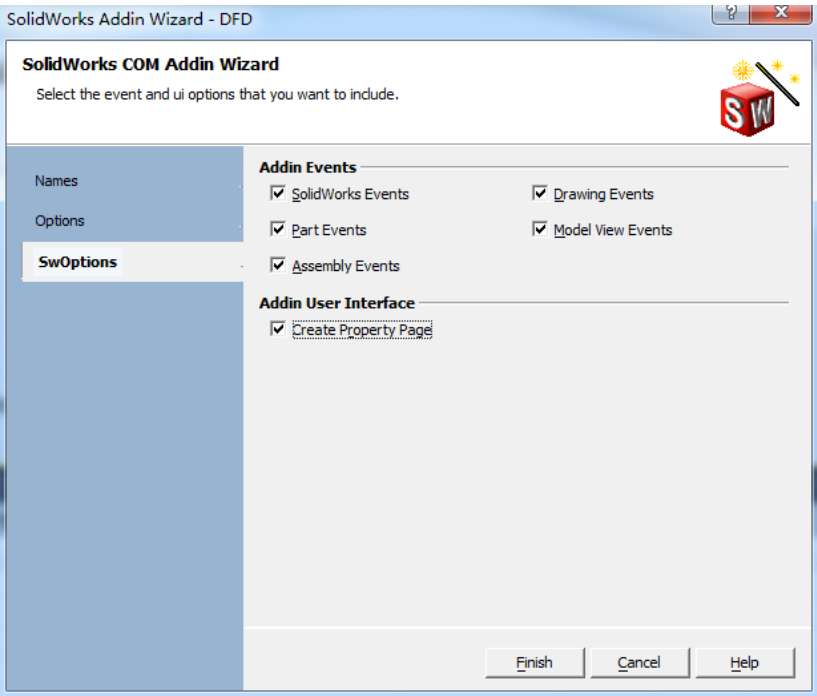 SolidWorks Addin Wizard - DFD
?
X
SolidWorks COM Addin Wizard
Select the event and ui options that you want to include.
SW
Names
Options
SwOptions
Addin Events
SolidWorks Events
Drawing Events
Part Events
Model View Events
Assembly Events
Addin User Interface
Create Property Page
Finish
Cancel
Help